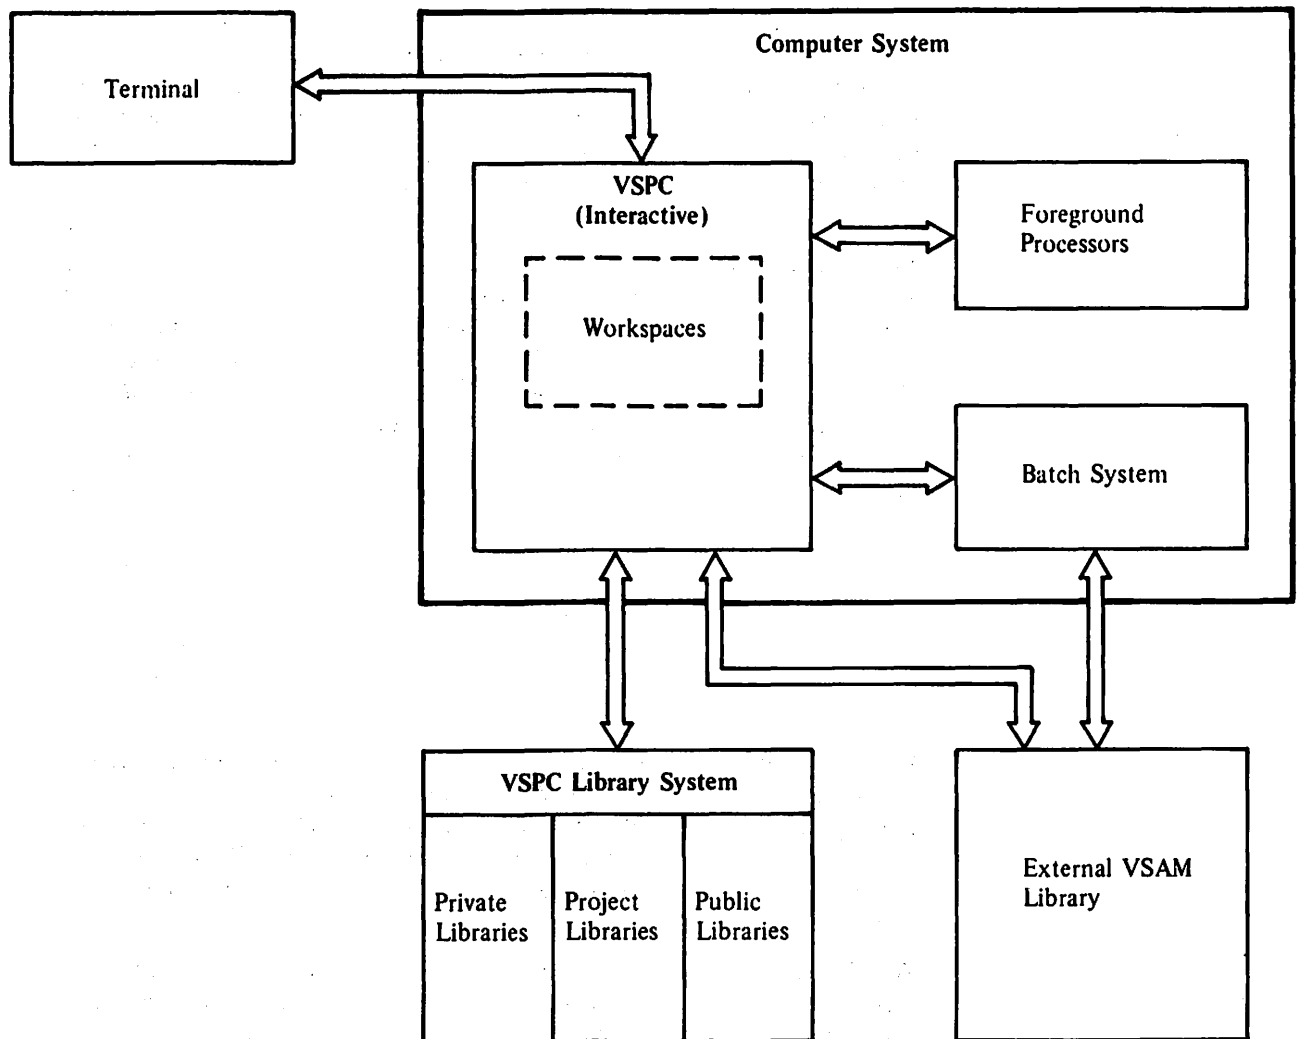 Computer System
Terminal
VSPC
(Interactive)
Workspaces
Foreground
Processors
Batch System
VSPC Library System
Private
Libraries
Project
Libraries
Public
Libraries
External VSAM
Library